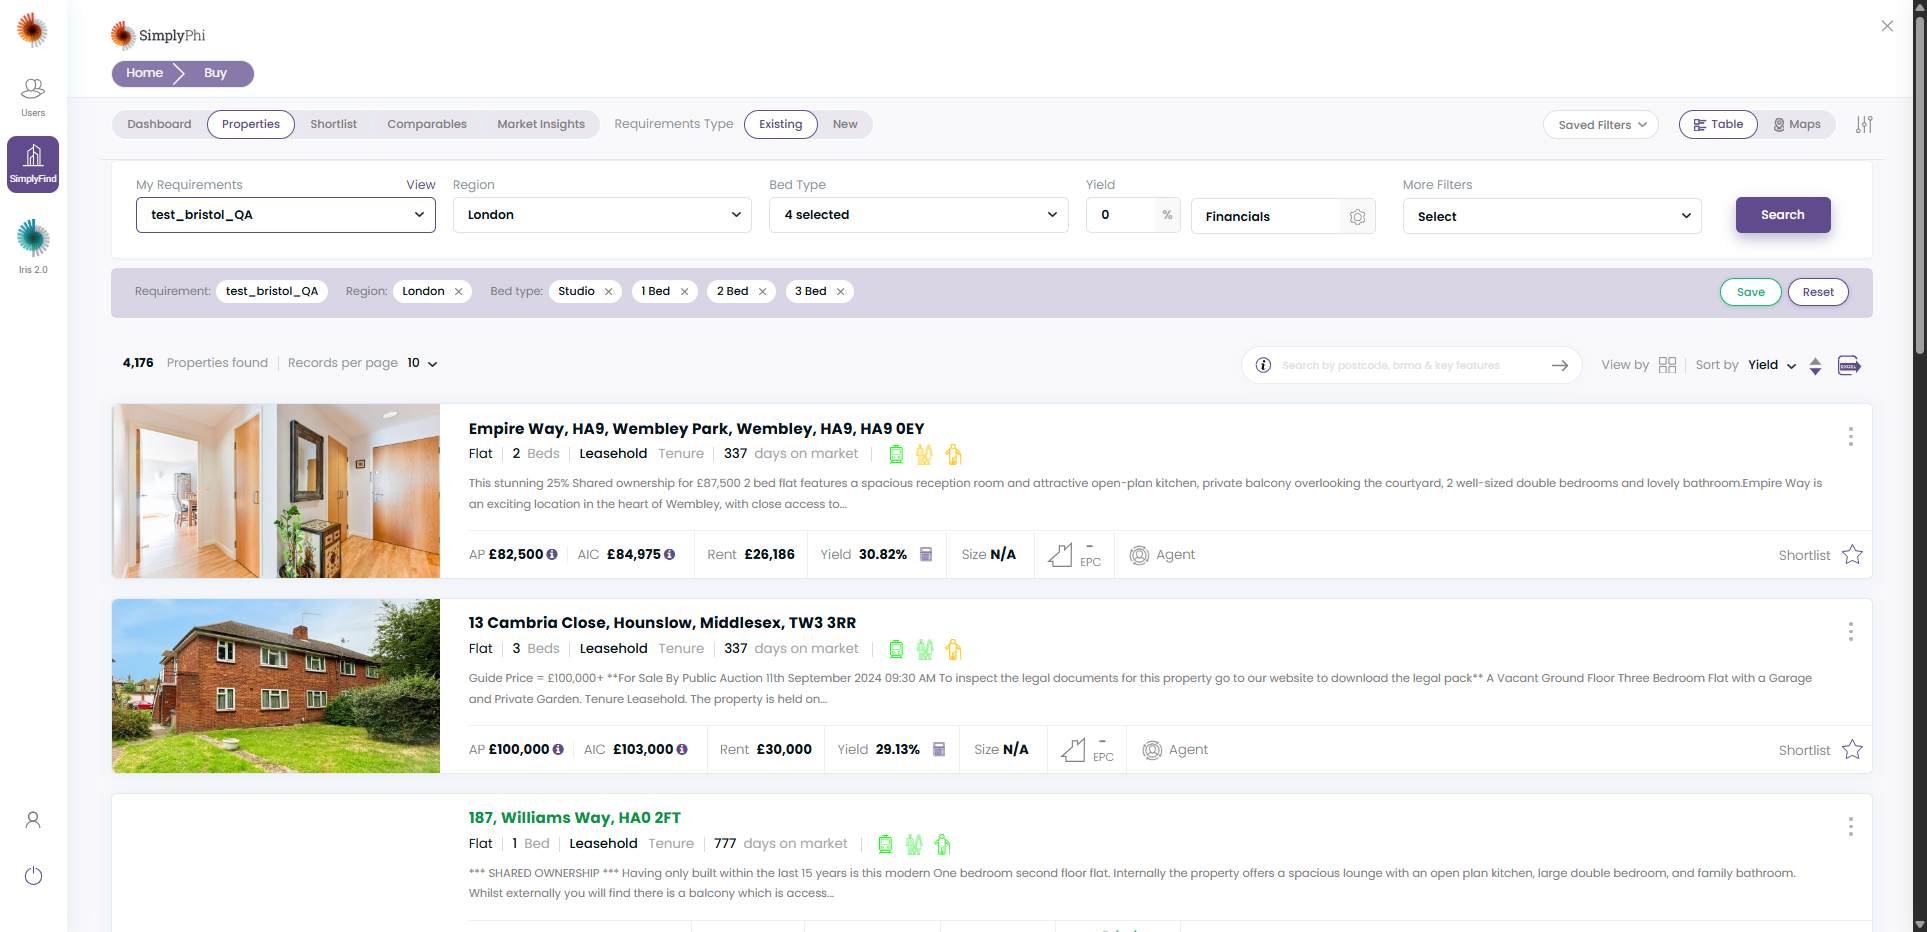 SimplyPhi
Home Buy
Users
SimplyFind
Iris 2.0
Dashboard Properties Shortlist Comparables Market Insights Requirements Type Existing New Saved Filters Table Maps
My Requirements View Region Bed Type Yield More Filters
test_bristol_QA London 4 selected 0 % Financials Select Search
Requirement: test_bristol_QA Region: London Bed type: Studio 1 Bed 2 Bed 3 Bed Save Reset
4,176 Properties found Records per page 10 Search by postcode, brma & key features View by Sort by Yield EXCEL
Empire Way, HA9, Wembley Park, Wembley, HA9, HA9 0EY
Flat 2 Beds Leasehold Tenure 337 days on market
This stunning 25% Shared ownership for £87,500 2 bed flat features a spacious reception room and attractive open-plan kitchen, private balcony overlooking the courtyard, 2 well-sized double bedrooms and lovely bathroom.Empire Way is
an exciting location in the heart of Wembley, with close access to...
AP £82,500 AIC £84,975 Rent £26,186 Yield 30.82% Size N/A - EPC Agent Shortlist
13 Cambria Close, Hounslow, Middlesex, TW3 3RR
Flat 3 Beds Leasehold Tenure 337 days on market
Guide Price = £100,000+ **For Sale By Public Auction 11th September 2024 09:30 AM To inspect the legal documents for this property go to our website to download the legal pack** A Vacant Ground Floor Three Bedroom Flat with a Garage
and Private Garden. Tenure Leasehold. The property is held on...
AP £100,000 AIC £103,000 Rent £30,000 Yield 29.13% Size N/A - EPC Agent Shortlist
187, Williams Way, HA0 2FT
Flat 1 Bed Leasehold Tenure 777 days on market
*** SHARED OWNERSHIP *** Having only built within the last 15 years is this modern One bedroom second floor flat. Internally the property offers a spacious lounge with an open plan kitchen, large double bedroom, and family bathroom.
Whilst externally you will find there is a balcony which is access...